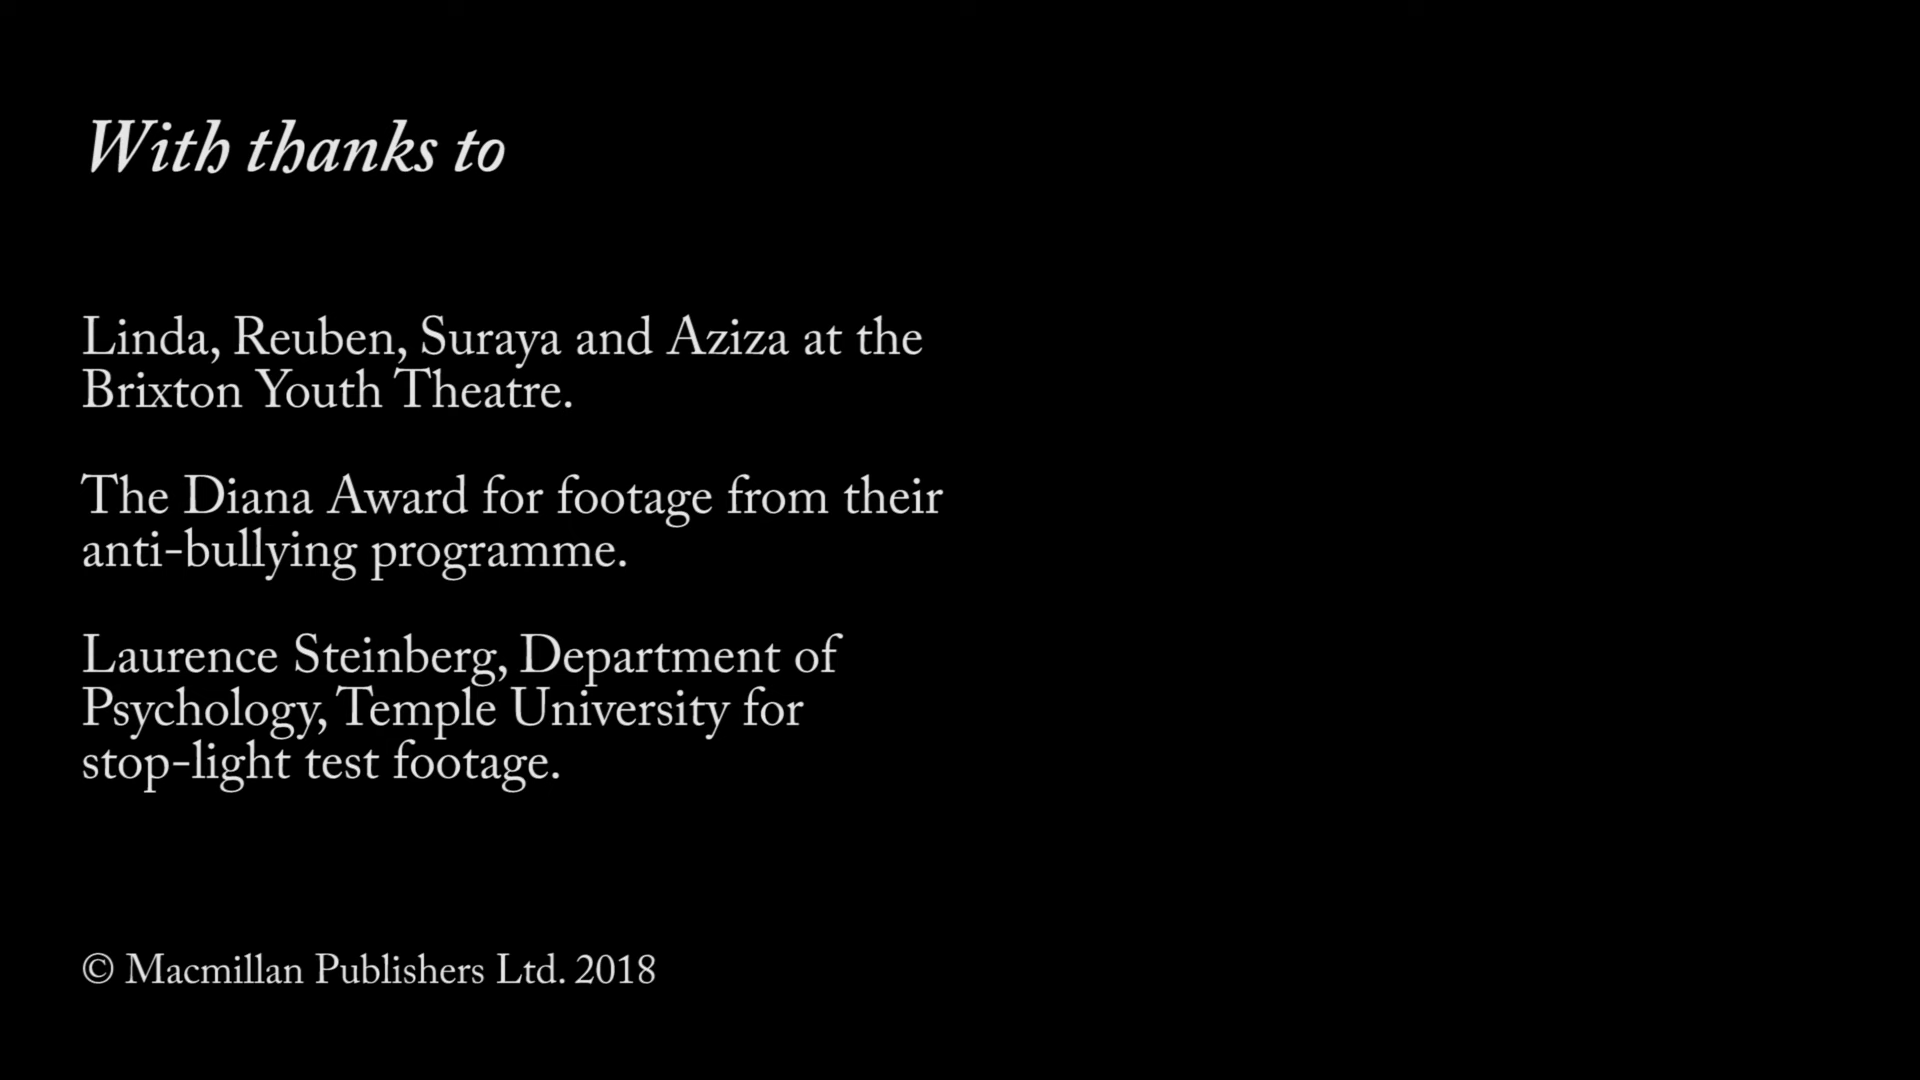 With thanks to
Linda, Reuben, Suraya and Aziza at the
Brixton Youth Theatre.
The Diana Award for footage from their
anti-bullying programme.
Laurence Steinberg, Department of
Psychology, Temple University for
stop-light test footage.
© Macmillan Publishers Ltd. 2018